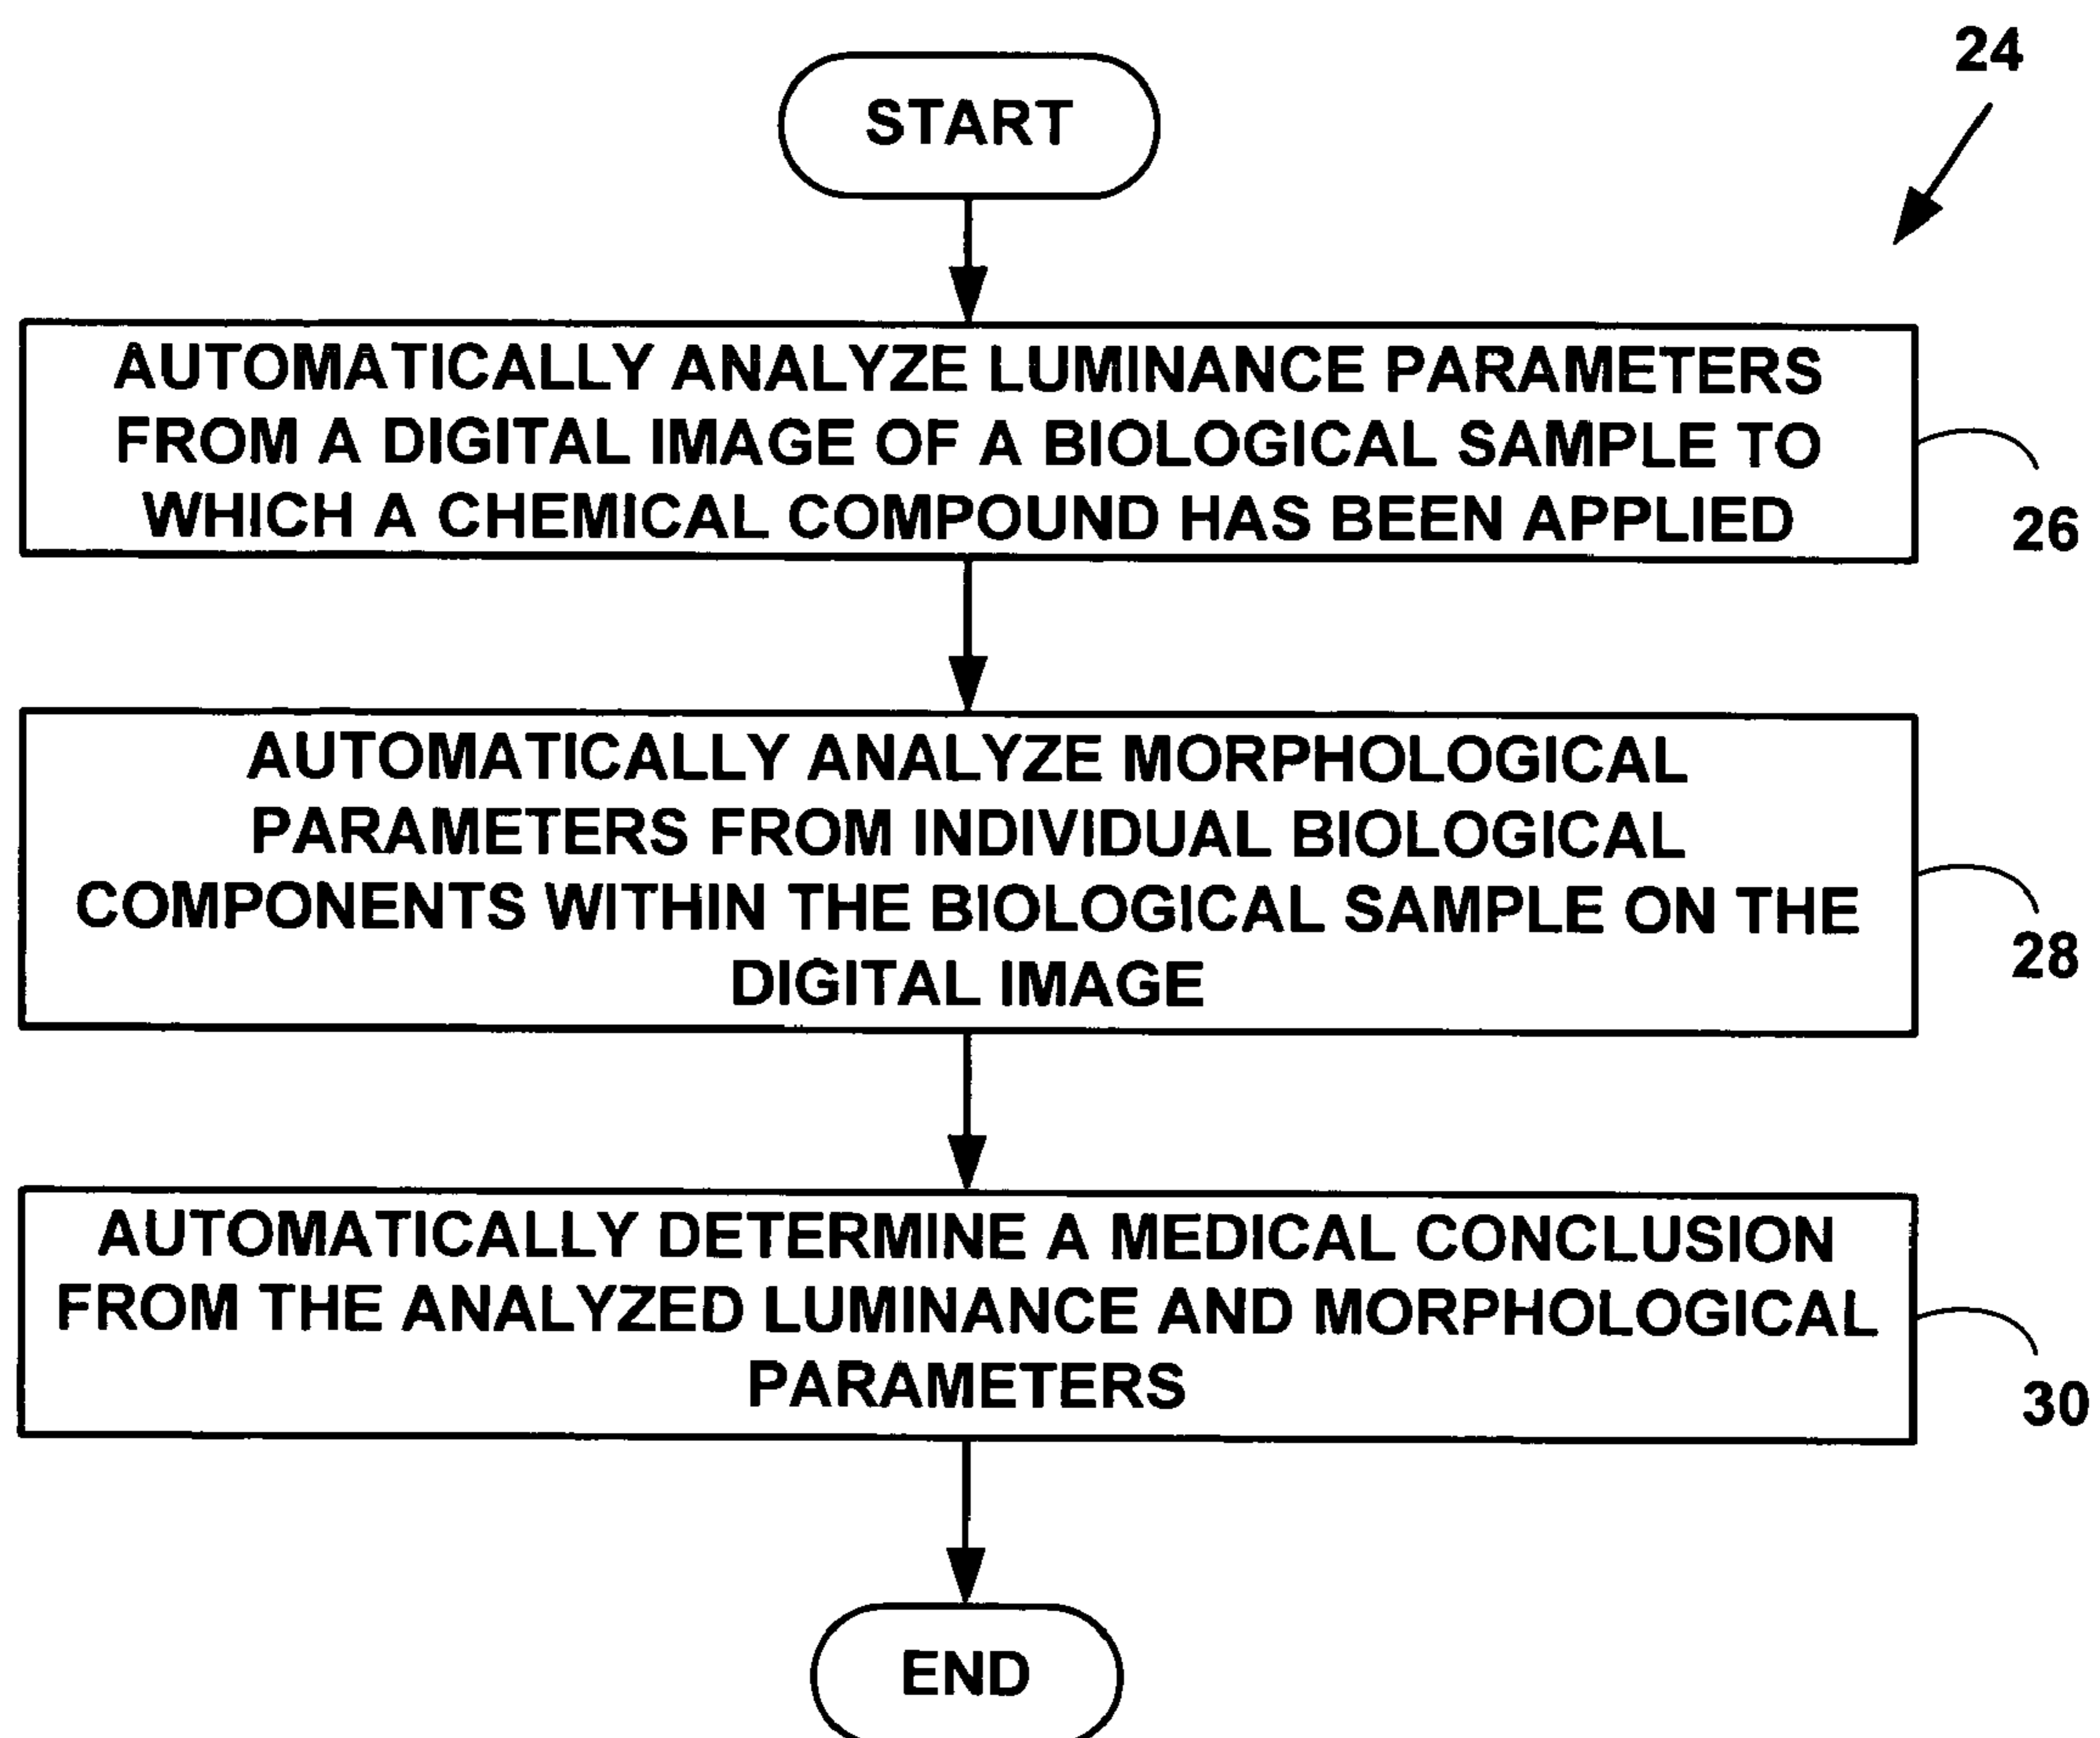 24
START
AUTOMATICALLY ANALYZE LUMINANCE PARAMETERS
FROM A DIGITAL IMAGE OF A BIOLOGICAL SAMPLE TO
WHICH A CHEMICAL COMPOUND HAS BEEN APPLIED
26
AUTOMATICALLY ANALYZE MORPHOLOGICAL
PARAMETERS FROM INDIVIDUAL BIOLOGICAL
COMPONENTS WITHIN THE BIOLOGICAL SAMPLE ON THE
DIGITAL IMAGE
28
AUTOMATICALLY DETERMINE A MEDICAL CONCLUSION
FROM THE ANALYZED LUMINANCE AND MORPHOLOGICAL
PARAMETERS
30
END